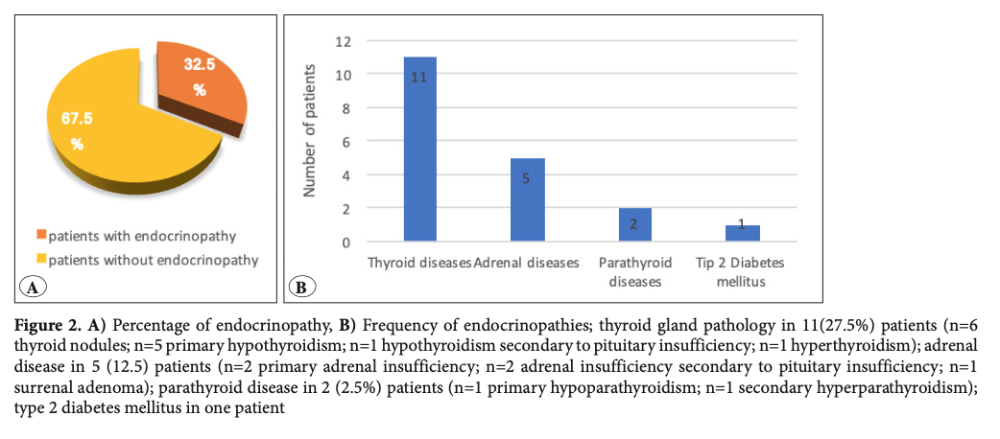 32.5
%
67.5
%
patients with endocrinopathy
patients without endocrinopathy
A
Number of patients
12
10
8
6
4
2
0
11
5
2
1
Thyroid diseases Adrenal diseases Parathyroid diseases Tip 2 Diabetes mellitus
B
Figure 2. A) Percentage of endocrinopathy, B) Frequency of endocrinopathies; thyroid gland pathology in 11(27.5%) patients (n=6
thyroid nodules; n=5 primary hypothyroidism; n=1 hypothyroidism secondary to pituitary insufficiency; n=1 hyperthyroidism); adrenal
disease in 5 (12.5) patients (n=2 primary adrenal insufficiency; n=2 adrenal insufficiency secondary to pituitary insufficiency; n=1
surrenal adenoma); parathyroid disease in 2 (2.5%) patients (n=1 primary hypoparathyroidism; n=1 secondary hyperparathyroidism);
type 2 diabetes mellitus in one patient